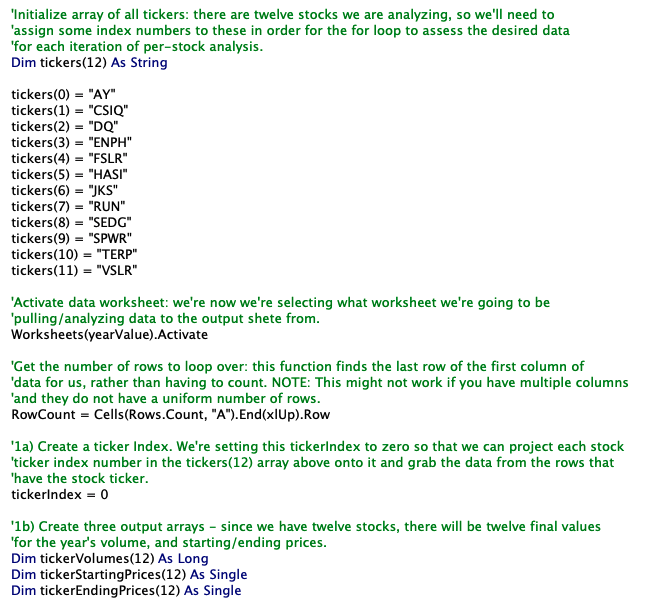 'Initialize array of all tickers: there are twelve stocks we are analyzing, so we'll need to
'assign some index numbers to these in order for the for loop to assess the desired data
'for each iteration of per-stock analysis.
Dim tickers(12) As String
tickers(0) = "AY"
tickers(1) = "CSIQ"
tickers(2) = "DQ"
tickers(3) = "ENPH"
tickers(4) = "FSLR"
tickers(5) = "HASI"
tickers(6) = "JKS"
tickers(7) = "RUN"
tickers(8) = "SEDG"
tickers(9) = "SPWR"
tickers(10) = "TERP"
tickers(11) = "VSLR"
'Activate data worksheet: we're now we're selecting what worksheet we're going to be
'pulling/analyzing data to the output shete from.
Worksheets(yearValue).Activate
'Get the number of rows to loop over: this function finds the last row of the first column of
'data for us, rather than having to count. NOTE: This might not work if you have multiple columns
'and they do not have a uniform number of rows.
RowCount = Cells(Rows.Count, "A").End(xlUp).Row
'1a) Create a ticker Index. We're setting this tickerIndex to zero so that we can project each stock
'ticker index number in the tickers(12) array above onto it and grab the data from the rows that
'have the stock ticker.
tickerIndex = 0
'1b) Create three output arrays - since we have twelve stocks, there will be twelve final values
'for the year's volume, and starting/ending prices.
Dim tickerVolumes(12) As Long
Dim tickerStartingPrices(12) As Single
Dim tickerEndingPrices(12) As Single